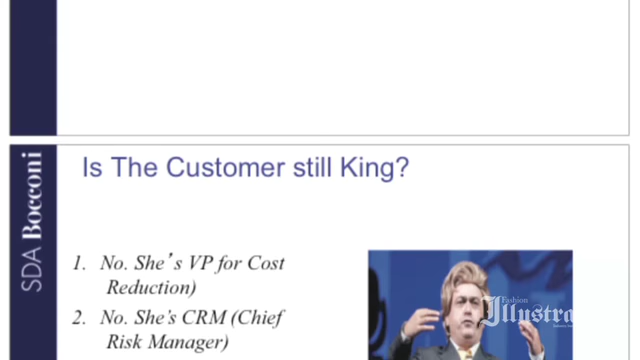 SDA Bocconi
Is The Customer still King?
1. No. She's VP for Cost
Reduction)
2. No. She's CRM (Chief
Risk Manager)
Fashion
Illustra